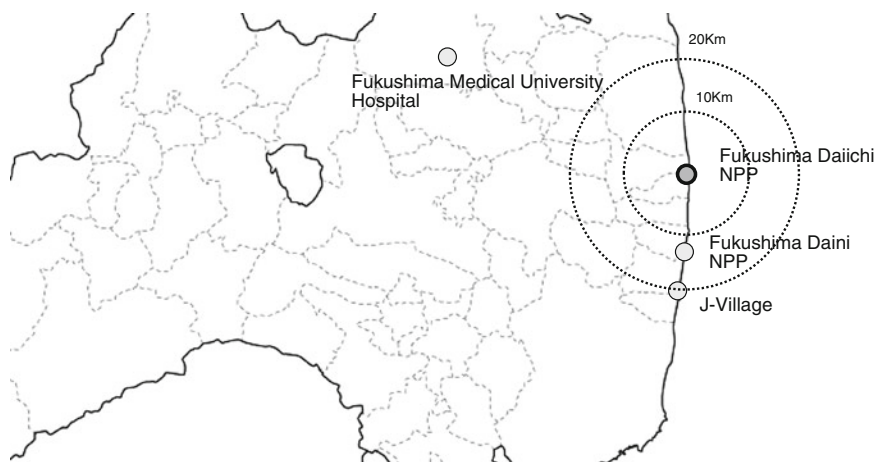 20Km
Fukushima Medical University
Hospital
10Km
Fukushima Daiichi
NPP
Fukushima Daini
NPP
J-Village